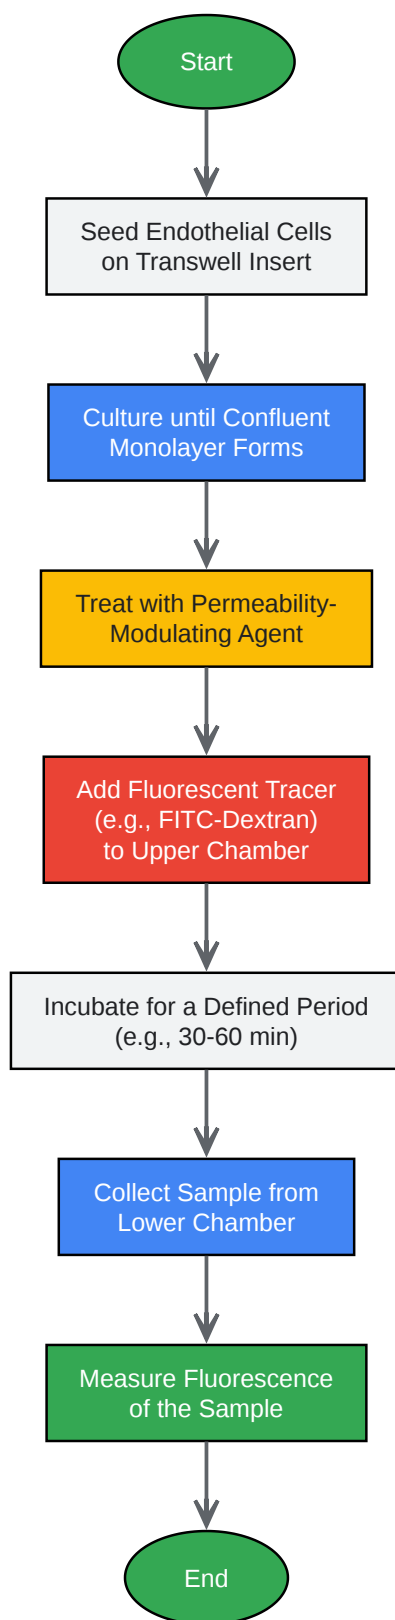 Start
Seed Endothelial Cells
on Transwell Insert
Culture until Confluent
Monolayer Forms
Treat with Permeability-
Modulating Agent
Add Fluorescent Tracer
(e.g., FITC-Dextran)
to Upper Chamber
Incubate for a Defined Period
(e.g., 30-60 min)
Collect Sample from
Lower Chamber
Measure Fluorescence
of the Sample
End